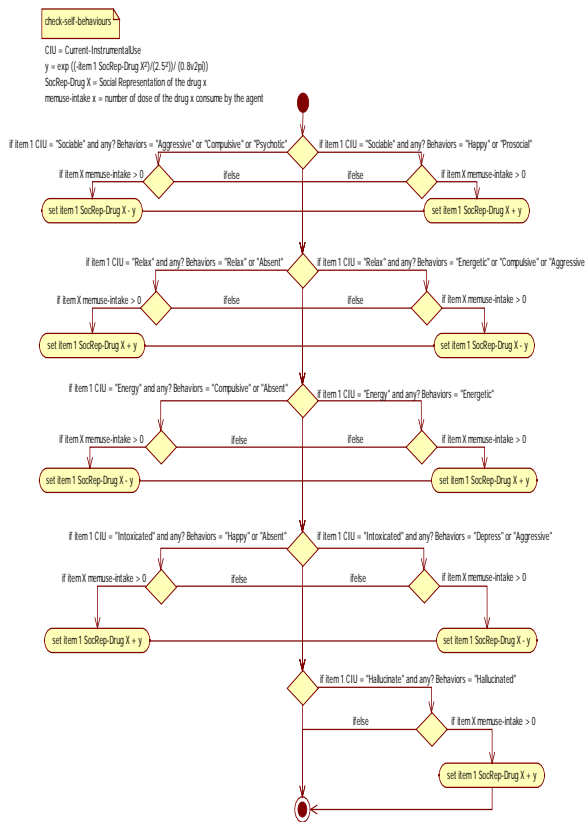 check-self-behaviours
CIU = Current-InstrumentalUse
y = exp ((-item 1 SocRep-Drug X²)/(2.5²))/ (0.8v2pi))
SocRep-Drug X = Social Representation of the drug x
memuse-intake x = number of dose of the drug x consume by the agent
if item 1 CIU = "Sociable" and any? Behaviors = "Aggressive" or "Compulsive" or "Psychotic"
if item 1 CIU = "Sociable" and any? Behaviors = "Happy" or "Prosocial"
if item X memuse-intake > 0
ifelse
ifelse
if item X memuse-intake > 0
set item 1 SocRep-Drug X - y
set item 1 SocRep-Drug X + y
if item 1 CIU = "Relax" and any? Behaviors = "Relax" or "Absent"
if item 1 CIU = "Relax" and any? Behaviors = "Energetic" or "Compulsive" or "Aggressive
if item X memuse-intake > 0
ifelse
ifelse
if item X memuse-intake > 0
set item 1 SocRep-Drug X + y
set item 1 SocRep-Drug X - y
if item 1 CIU = "Energy" and any? Behaviors = "Compulsive" or "Absent"
if item 1 CIU = "Energy" and any? Behaviors = "Energetic"
if item X memuse-intake > 0
ifelse
ifelse
if item X memuse-intake > 0
set item 1 SocRep-Drug X - y
set item 1 SocRep-Drug X + y
if item 1 CIU = "Intoxicated" and any? Behaviors = "Happy" or "Absent"
if item 1 CIU = "Intoxicated" and any? Behaviors = "Depress" or "Aggressive"
if item X memuse-intake > 0
ifelse
ifelse
if item X memuse-intake > 0
set item 1 SocRep-Drug X + y
set item 1 SocRep-Drug X - y
if item 1 CIU = "Hallucinate" and any? Behaviors = "Hallucinated"
ifelse
if item X memuse-intake > 0
set item 1 SocRep-Drug X + y